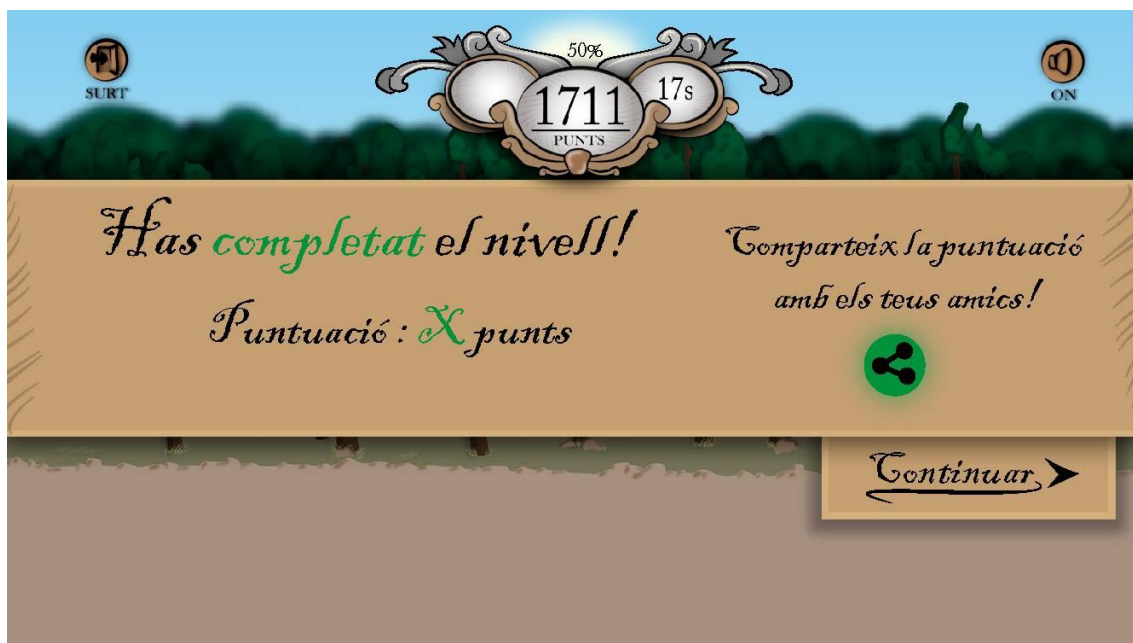 50%
SURT
1711
PUNTS
17s
ON
Has completat el nivell!
Puntuació : X punts
Comparteix la puntuació
amb els teus amics!
Continuar